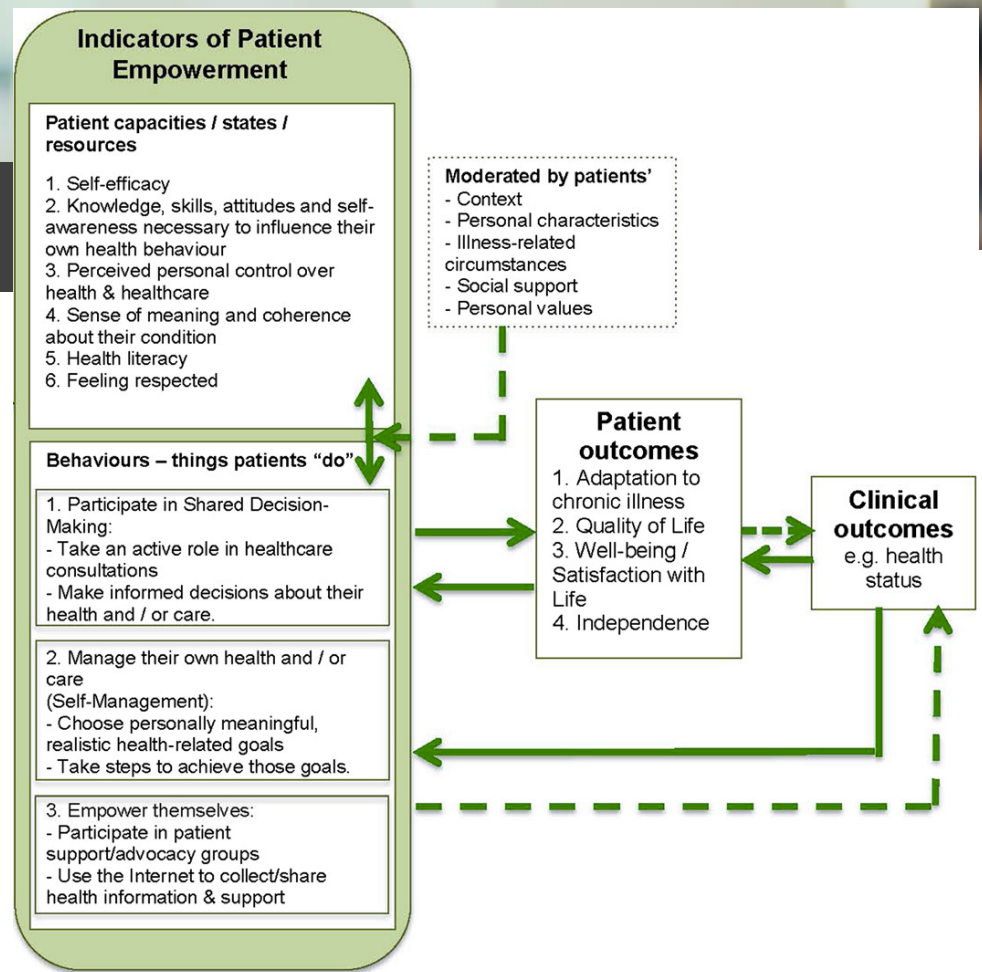 Indicators of Patient
Empowerment
Patient capacities / states /
resources
1. Self-efficacy
2. Knowledge, skills, attitudes and self-
awareness necessary to influence their
own health behaviour
3. Perceived personal control over
health & healthcare
4. Sense of meaning and coherence
about their condition
5. Health literacy
6. Feeling respected
Behaviours – things patients “do”
1. Participate in Shared Decision-
Making:
- Take an active role in healthcare
consultations
- Make informed decisions about their
health and / or care.
2. Manage their own health and / or
care
(Self-Management):
- Choose personally meaningful,
realistic health-related goals
- Take steps to achieve those goals.
3. Empower themselves:
- Participate in patient
support/advocacy groups
- Use the Internet to collect/share
health information & support
Moderated by patients’
- Context
- Personal characteristics
- Illness-related
circumstances
- Social support
- Personal values
Patient
outcomes
1. Adaptation to
chronic illness
2. Quality of Life
3. Well-being /
Satisfaction with
Life
4. Independence
Clinical
outcomes
e.g. health
status